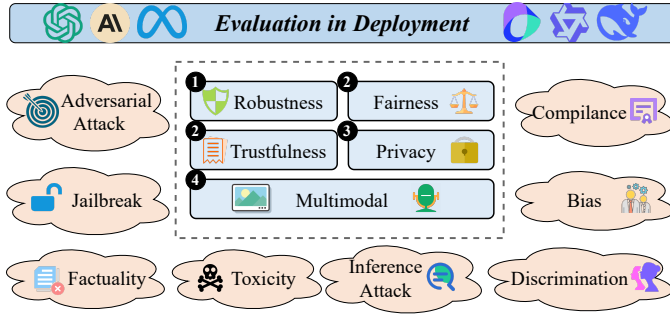 Evaluation in Deployment
Adversarial
Attack
1 Robustness
2 Fairness
Compilance
2 Trustfulness
3 Privacy
4 Multimodal
Jailbreak
Bias
Factuality
Toxicity
Inference
Attack
Discrimination